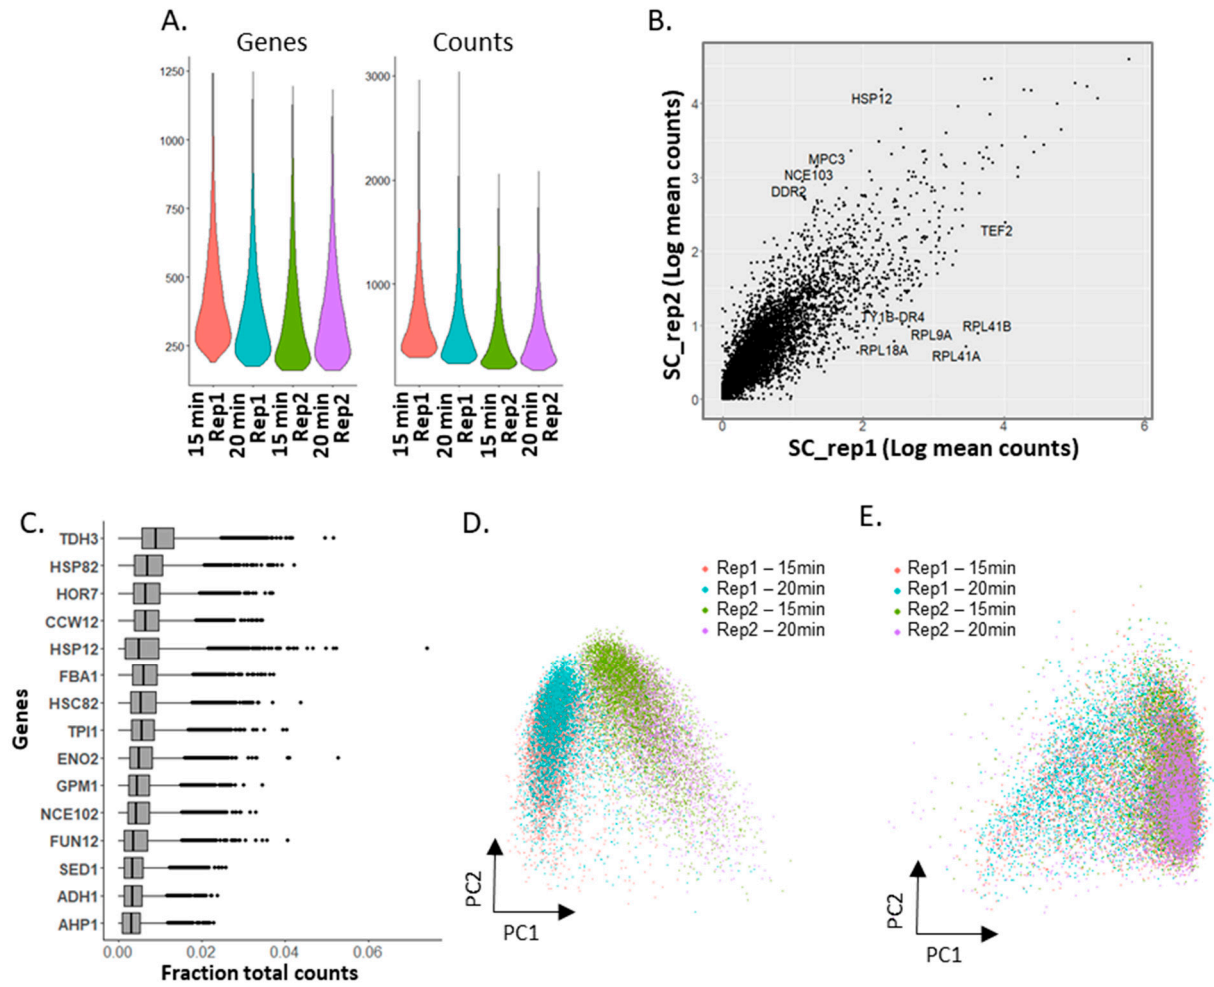 A.
Genes
Counts
1250
1000
750
500
250
3000
2000
1000
15 min Rep1
20 min Rep1
15 min Rep2
20 min Rep2
15 min Rep1
20 min Rep1
15 min Rep2
20 min Rep2
B.
SC_rep2 (Log mean counts)
4
3
2
1
0
HSP12
MPC3
NCE103
DDR2
TEF2
TY1B-DR4
RPL41B
RPL9A
RPL18A
RPL41A
0
2
4
6
SC_rep1 (Log mean counts)
C.
Genes
TDH3
HSP82
HOR7
CCW12
HSP12
FBA1
HSC82
TPI1
ENO2
GPM1
NCE102
FUN12
SED1
ADH1
AHP1
0.00
0.02
0.04
0.06
Fraction total counts
D.
Rep1 – 15min
Rep1 – 20min
Rep2 – 15min
Rep2 – 20min
PC2
PC1
E.
Rep1 – 15min
Rep1 – 20min
Rep2 – 15min
Rep2 – 20min
PC2
PC1